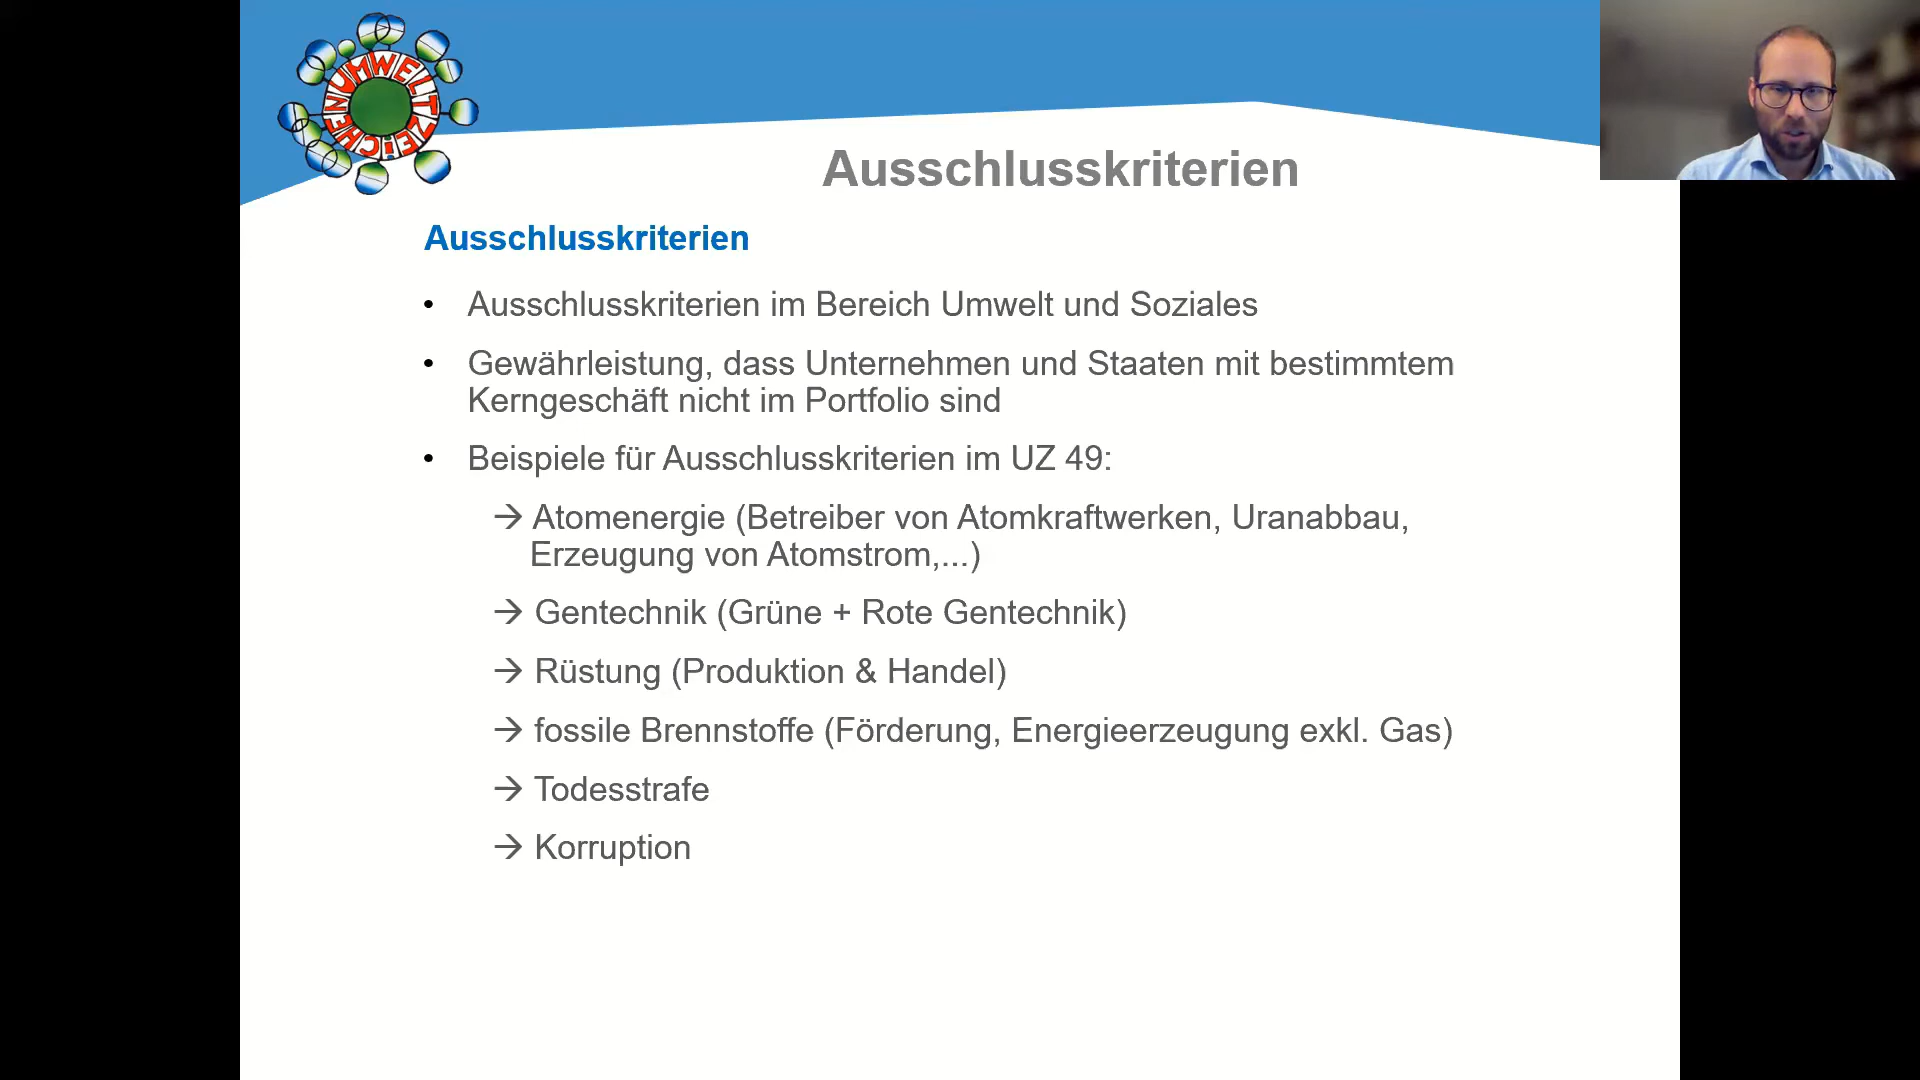 UMWELTZEICHEN
Ausschlusskriterien
Ausschlusskriterien
• Ausschlusskriterien im Bereich Umwelt und Soziales
• Gewährleistung, dass Unternehmen und Staaten mit bestimmtem
Kerngeschäft nicht im Portfolio sind
• Beispiele für Ausschlusskriterien im UZ 49:
→ Atomenergie (Betreiber von Atomkraftwerken, Uranabbau,
Erzeugung von Atomstrom,...)
→ Gentechnik (Grüne + Rote Gentechnik)
→ Rüstung (Produktion & Handel)
→ fossile Brennstoffe (Förderung, Energieerzeugung exkl. Gas)
→ Todesstrafe
→ Korruption